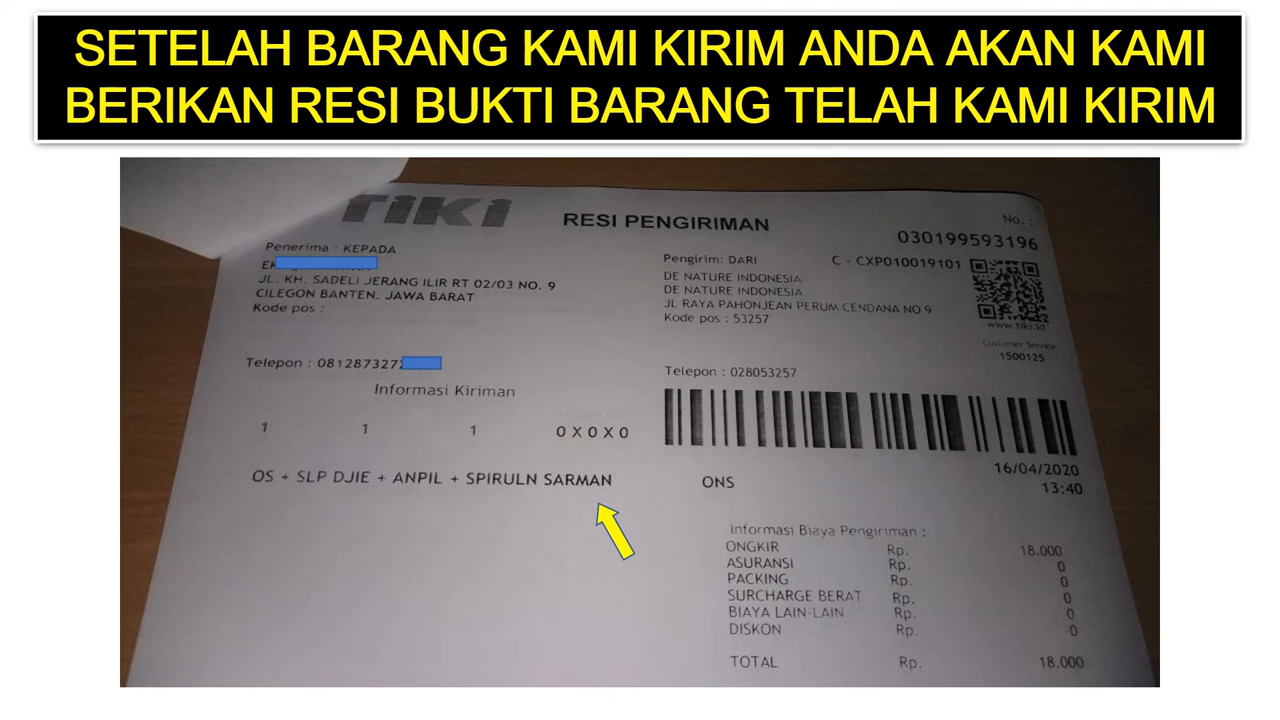 SETELAH BARANG KAMI KIRIM ANDA AKAN KAMI
BERIKAN RESI BUKTI BARANG TELAH KAMI KIRIM
TiKi
RESI PENGIRIMAN
No. :
030199593196
Penerima : KEPADA
JL. KH. SADELI JERANG ILIR RT 02/03 NO. 9
CILEGON BANTEN, JAWA BARAT
Kode pos :
Telepon : 0812873272
Pengirim: DARI
C - CXP010019101
DE NATURE INDONESIA -
DE NATURE INDONESIA
JL RAYA PAHONJEAN PERUM CENDANA NO 9
Kode pos : 53257
www.tiki.id
Customer Service
1500125
Telepon : 028053257
Informasi Kiriman
1 1 1 0 X 0 X 0
OS + SLP DJIE + ANPIL + SPIRULN SARMAN
16/04/2020
13:40
ONS
Informasi Biaya Pengiriman :
ONGKIR Rp. 18.000
ASURANSI Rp. 0
PACKING Rp. 0
SURCHARGE BERAT Rp. 0
BIAYA LAIN-LAIN Rp. 0
DISKON Rp. -0
TOTAL Rp. 18.000